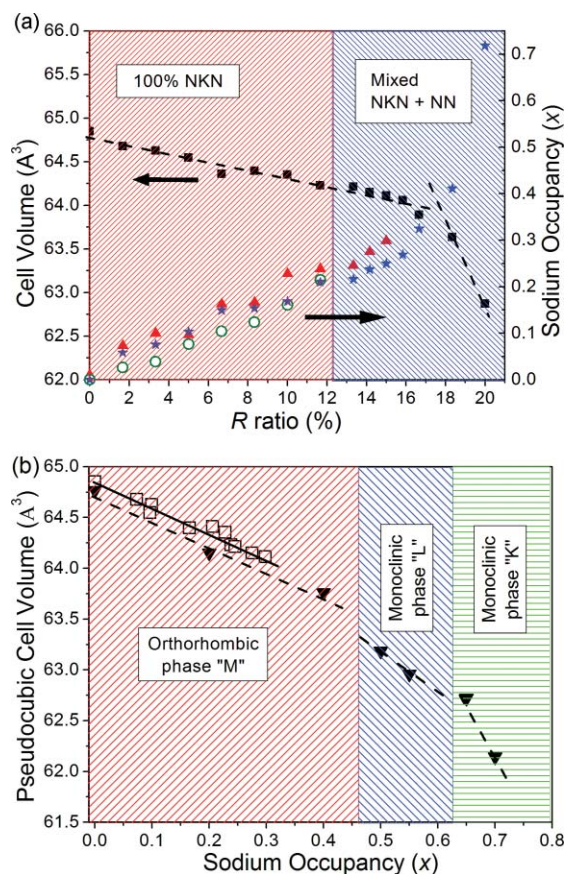 (a)
66.0
65.5
65.0
64.5
64.0
63.5
63.0
62.5
62.0
Cell Volume (A³)
100% NKN
Mixed
NKN + NN
0.7
0.6
0.5
0.4
0.3
0.2
0.1
0.0
Sodium Occupancy (x)
0 2 4 6 8 10 12 14 16 18 20
R ratio (%)
(b)
65.0
64.5
64.0
63.5
63.0
62.5
62.0
61.5
Pseudocubic Cell Volume (A³)
Orthorhombic
phase "M"
Monoclinic
phase "L"
Monoclinic
phase "K"
0.0 0.1 0.2 0.3 0.4 0.5 0.6 0.7 0.8
Sodium Occupancy (x)